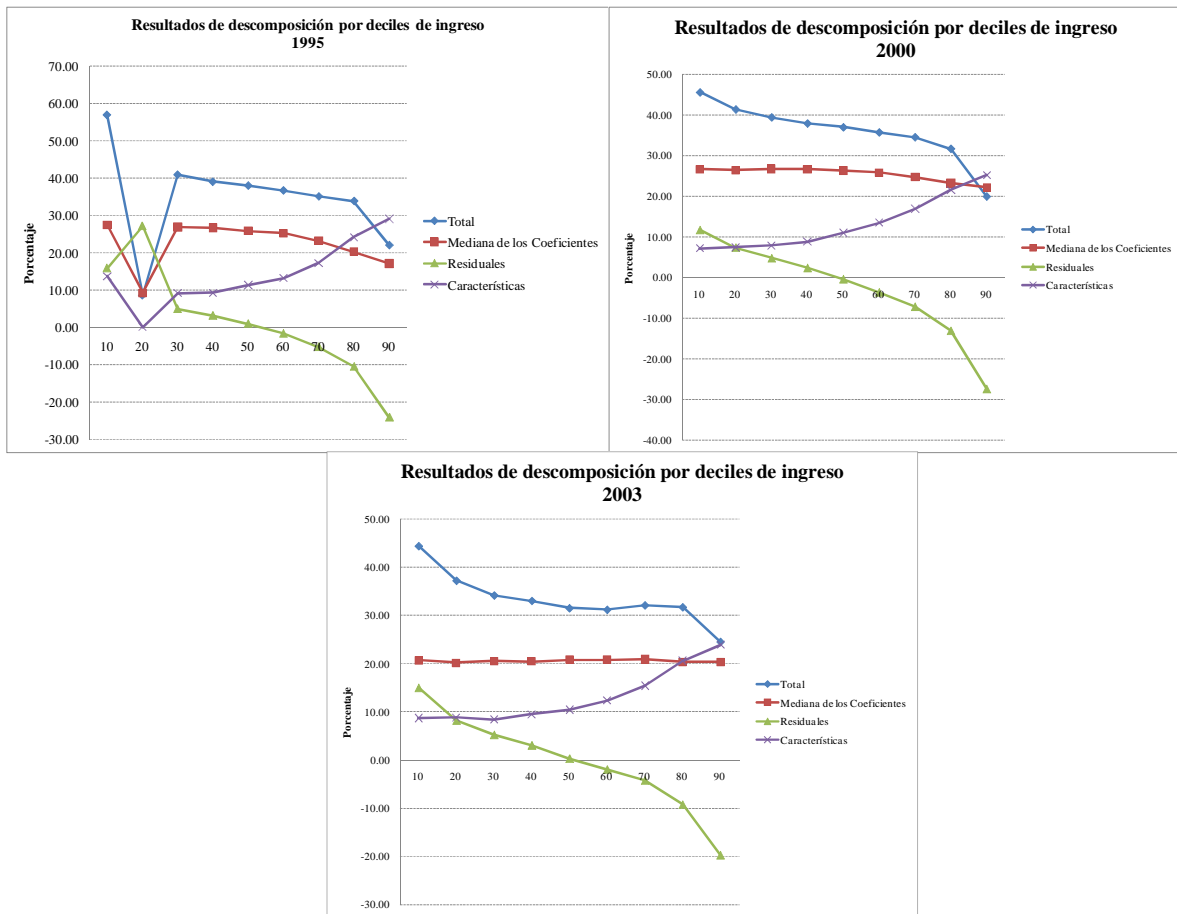 Resultados de descomposición por deciles de ingreso
1995
Porcentaje
70.00
60.00
50.00
40.00
30.00
20.00
10.00
0.00
-10.00
-20.00
-30.00
10 20 30 40 50 60 70 80 90
Total
Mediana de los Coeficientes
Residuales
Características
Resultados de descomposición por deciles de ingreso
2000
Porcentaje
50.00
40.00
30.00
20.00
10.00
0.00
-10.00
-20.00
-30.00
-40.00
10 20 30 40 50 60 70 80 90
Total
Mediana de los Coeficientes
Residuales
Características
Resultados de descomposición por deciles de ingreso
2003
Porcentaje
50.00
40.00
30.00
20.00
10.00
0.00
-10.00
-20.00
-30.00
10 20 30 40 50 60 70 80 90
Total
Mediana de los Coeficientes
Residuales
Características